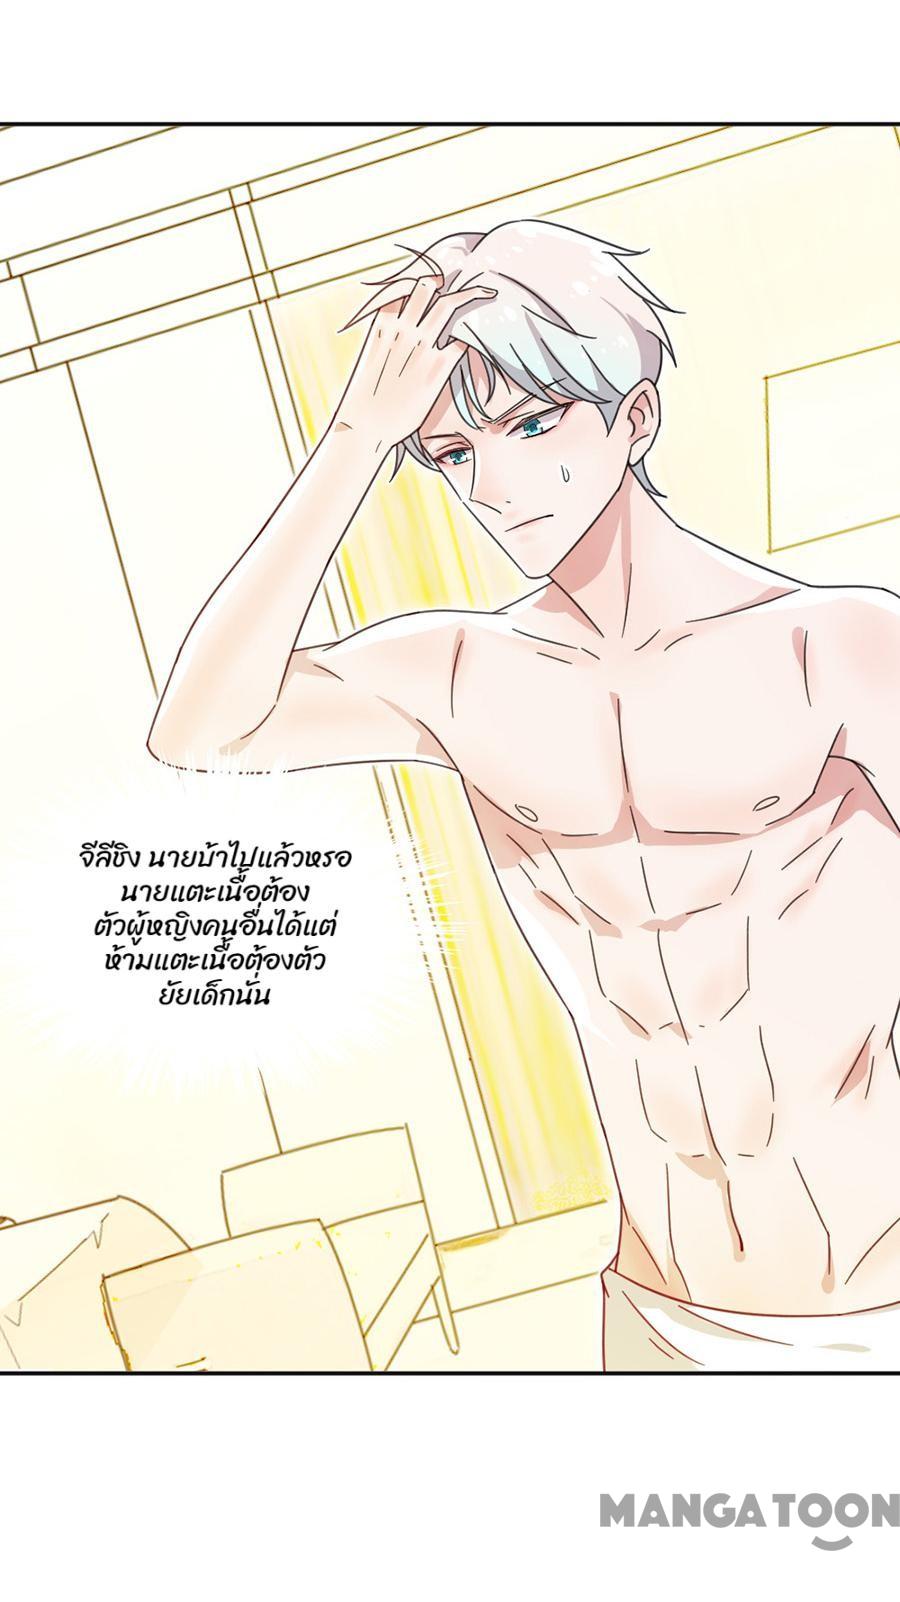 จีลีชิง นายบ้าไปแล้วหรอ
นายแตะเนื้อต้อง
ตัวผู้หญิงคนอื่นได้แต่
ห้ามแตะเนื้อต้องตัว
ยัยเด็กนั่น
MANGATOON